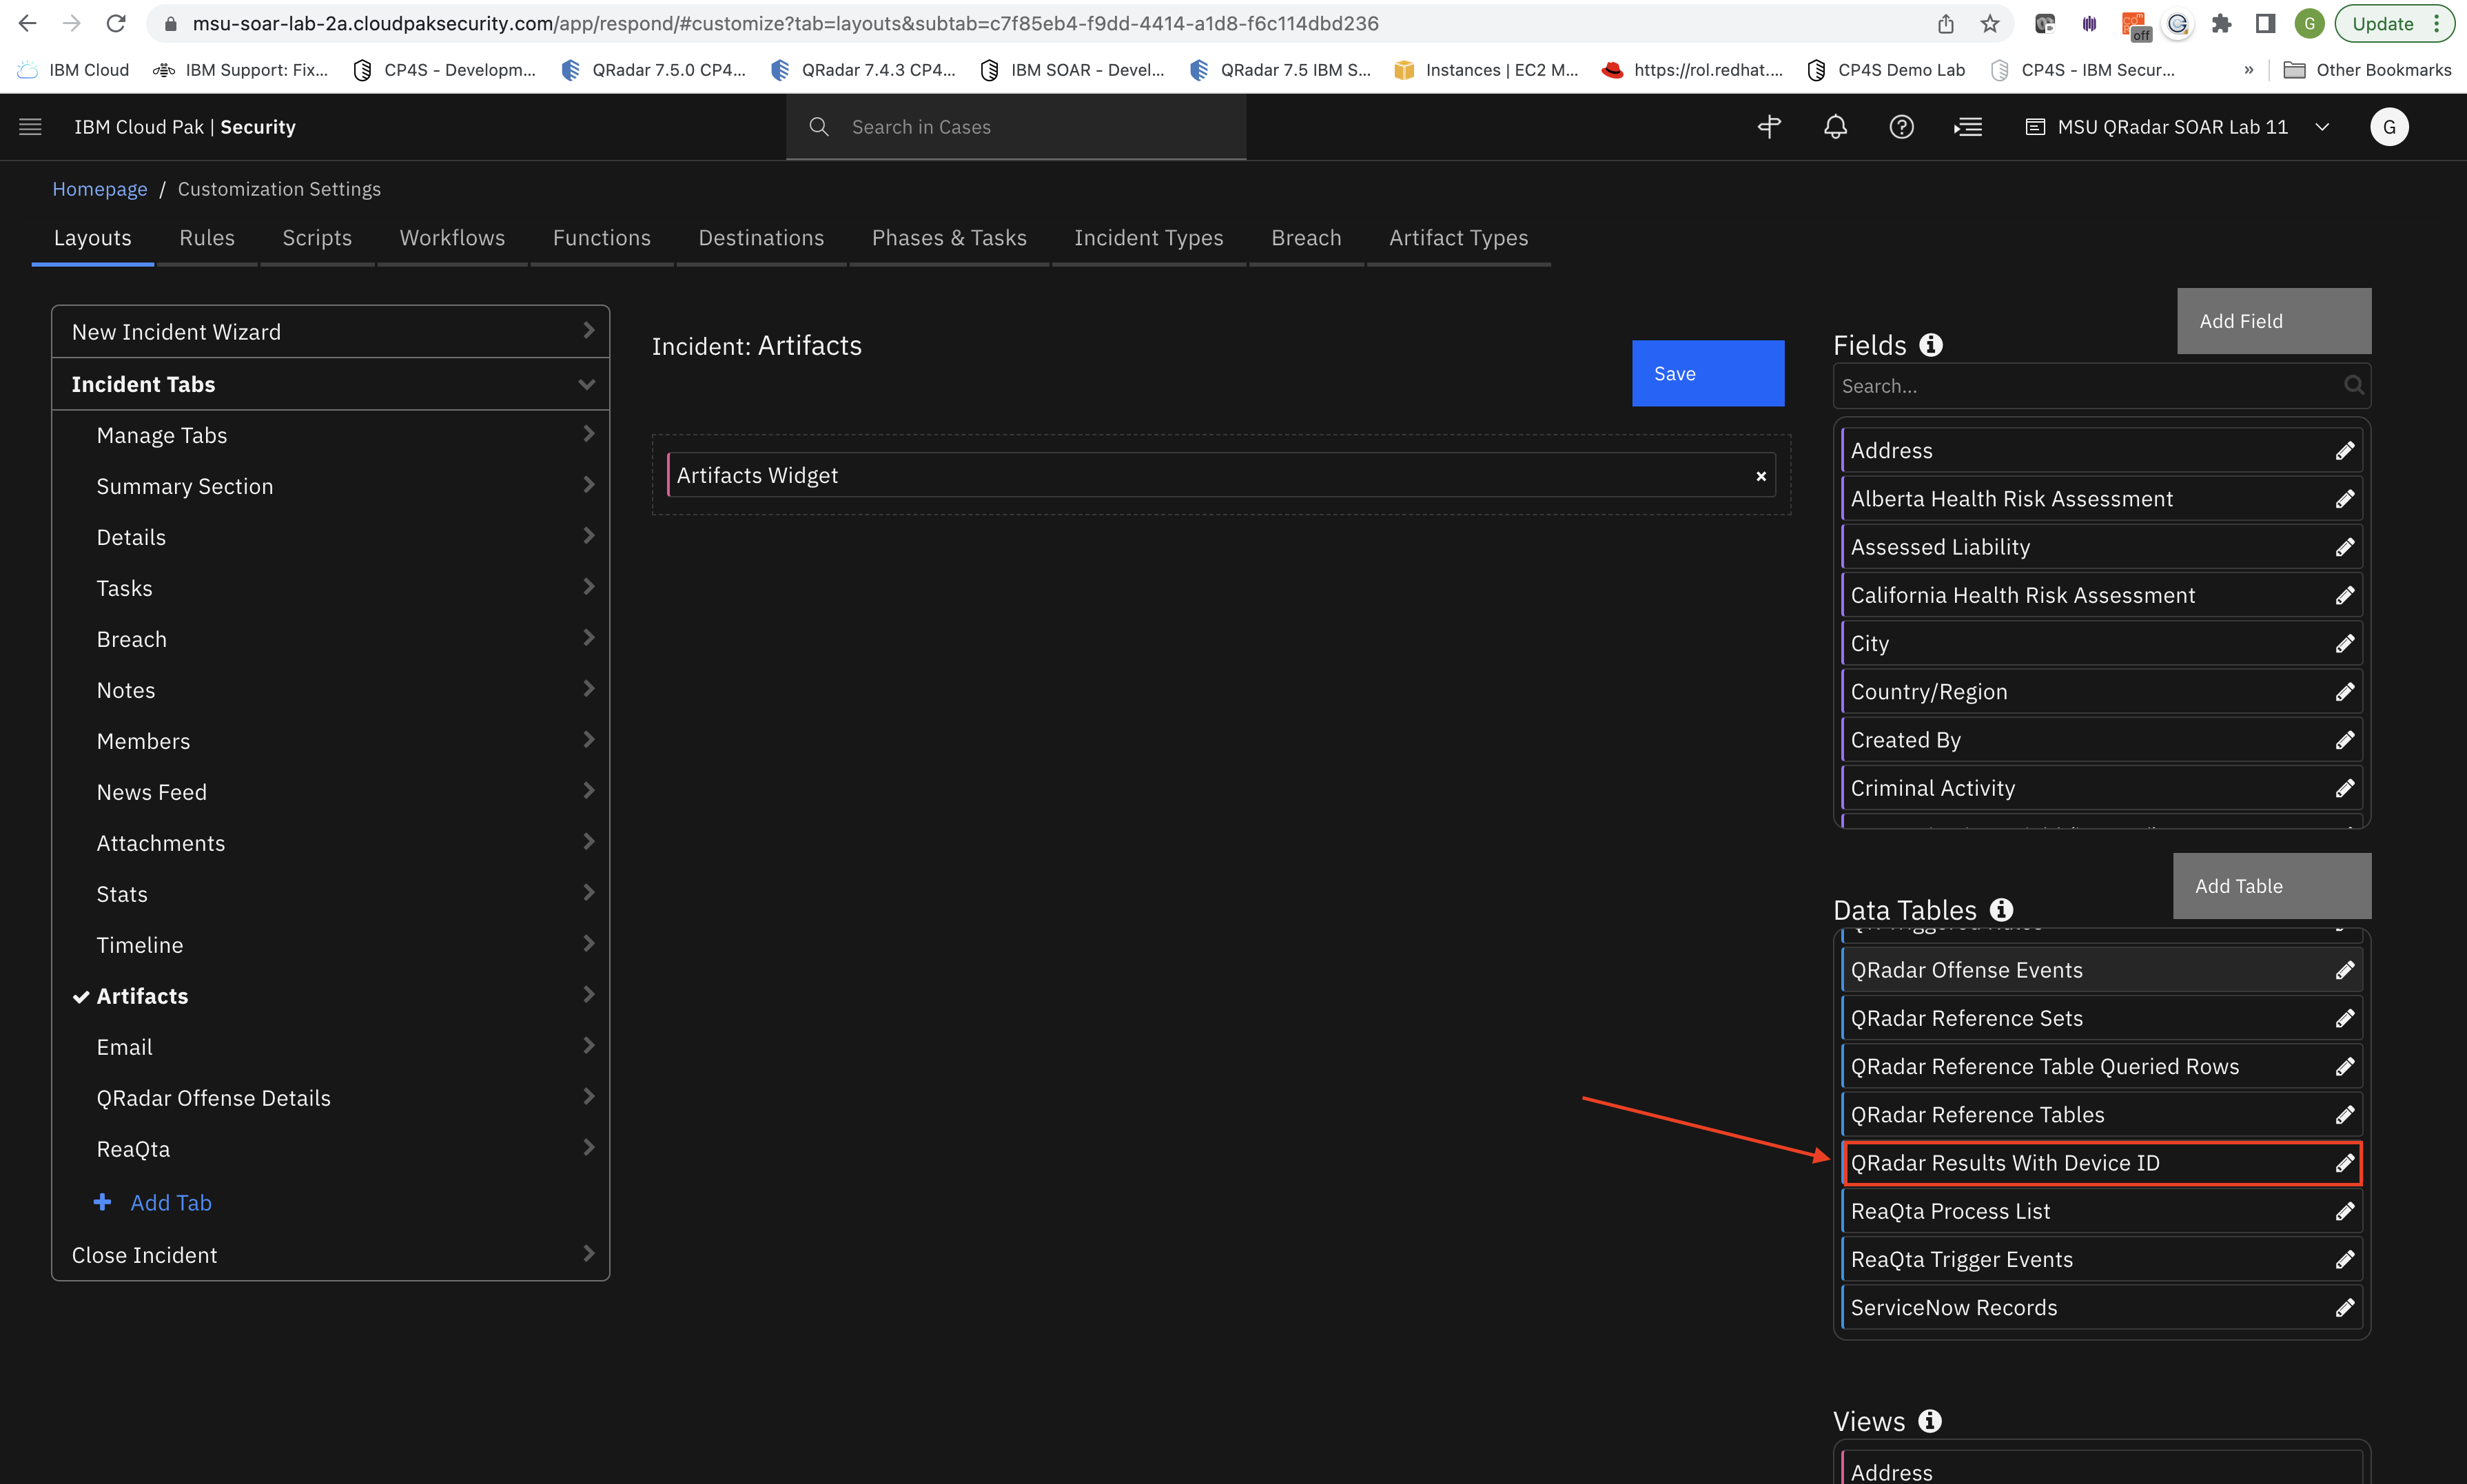 msu-soar-lab-2a.cloudpaksecurity.com/app/respond/#customize?tab=layouts&subtab=c7f85eb4-f9dd-4414-a1d8-f6c114dbd236
off
G
Update
IBM Cloud
IBM Support: Fix...
CP4S - Developm...
QRadar 7.5.0 CP4...
QRadar 7.4.3 CP4...
IBM SOAR - Devel...
QRadar 7.5 IBM S...
Instances | EC2 M...
https://rol.redhat....
CP4S Demo Lab
CP4S - IBM Secur...
»
Other Bookmarks
IBM Cloud Pak | Security
Search in Cases
MSU QRadar SOAR Lab 11
G
Homepage / Customization Settings
Layouts
Rules
Scripts
Workflows
Functions
Destinations
Phases & Tasks
Incident Types
Breach
Artifact Types
New Incident Wizard
Incident Tabs
Manage Tabs
Summary Section
Details
Tasks
Breach
Notes
Members
News Feed
Attachments
Stats
Timeline
Artifacts
Email
QRadar Offense Details
ReaQta
Add Tab
Close Incident
Incident: Artifacts
Save
Artifacts Widget
Fields
Add Field
Search...
Address
Alberta Health Risk Assessment
Assessed Liability
California Health Risk Assessment
City
Country/Region
Created By
Criminal Activity
Add Table
Data Tables
QRadar Offense Events
QRadar Reference Sets
QRadar Reference Table Queried Rows
QRadar Reference Tables
QRadar Results With Device ID
ReaQta Process List
ReaQta Trigger Events
ServiceNow Records
Views
Address